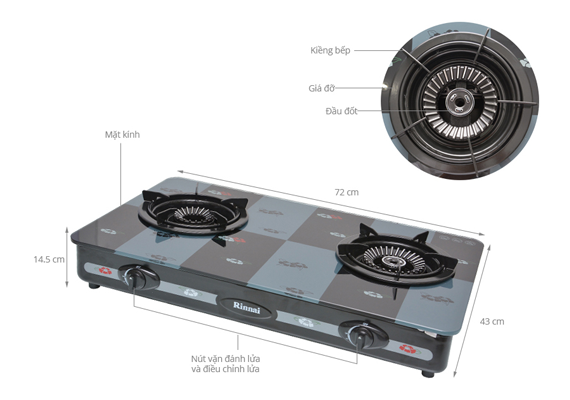 Kiềng bếp
Giá đỡ
Đầu đốt
Mặt kính
72 cm
14.5 cm
43 cm
Rinnai
Nút vặn đánh lửa
và điều chỉnh lửa